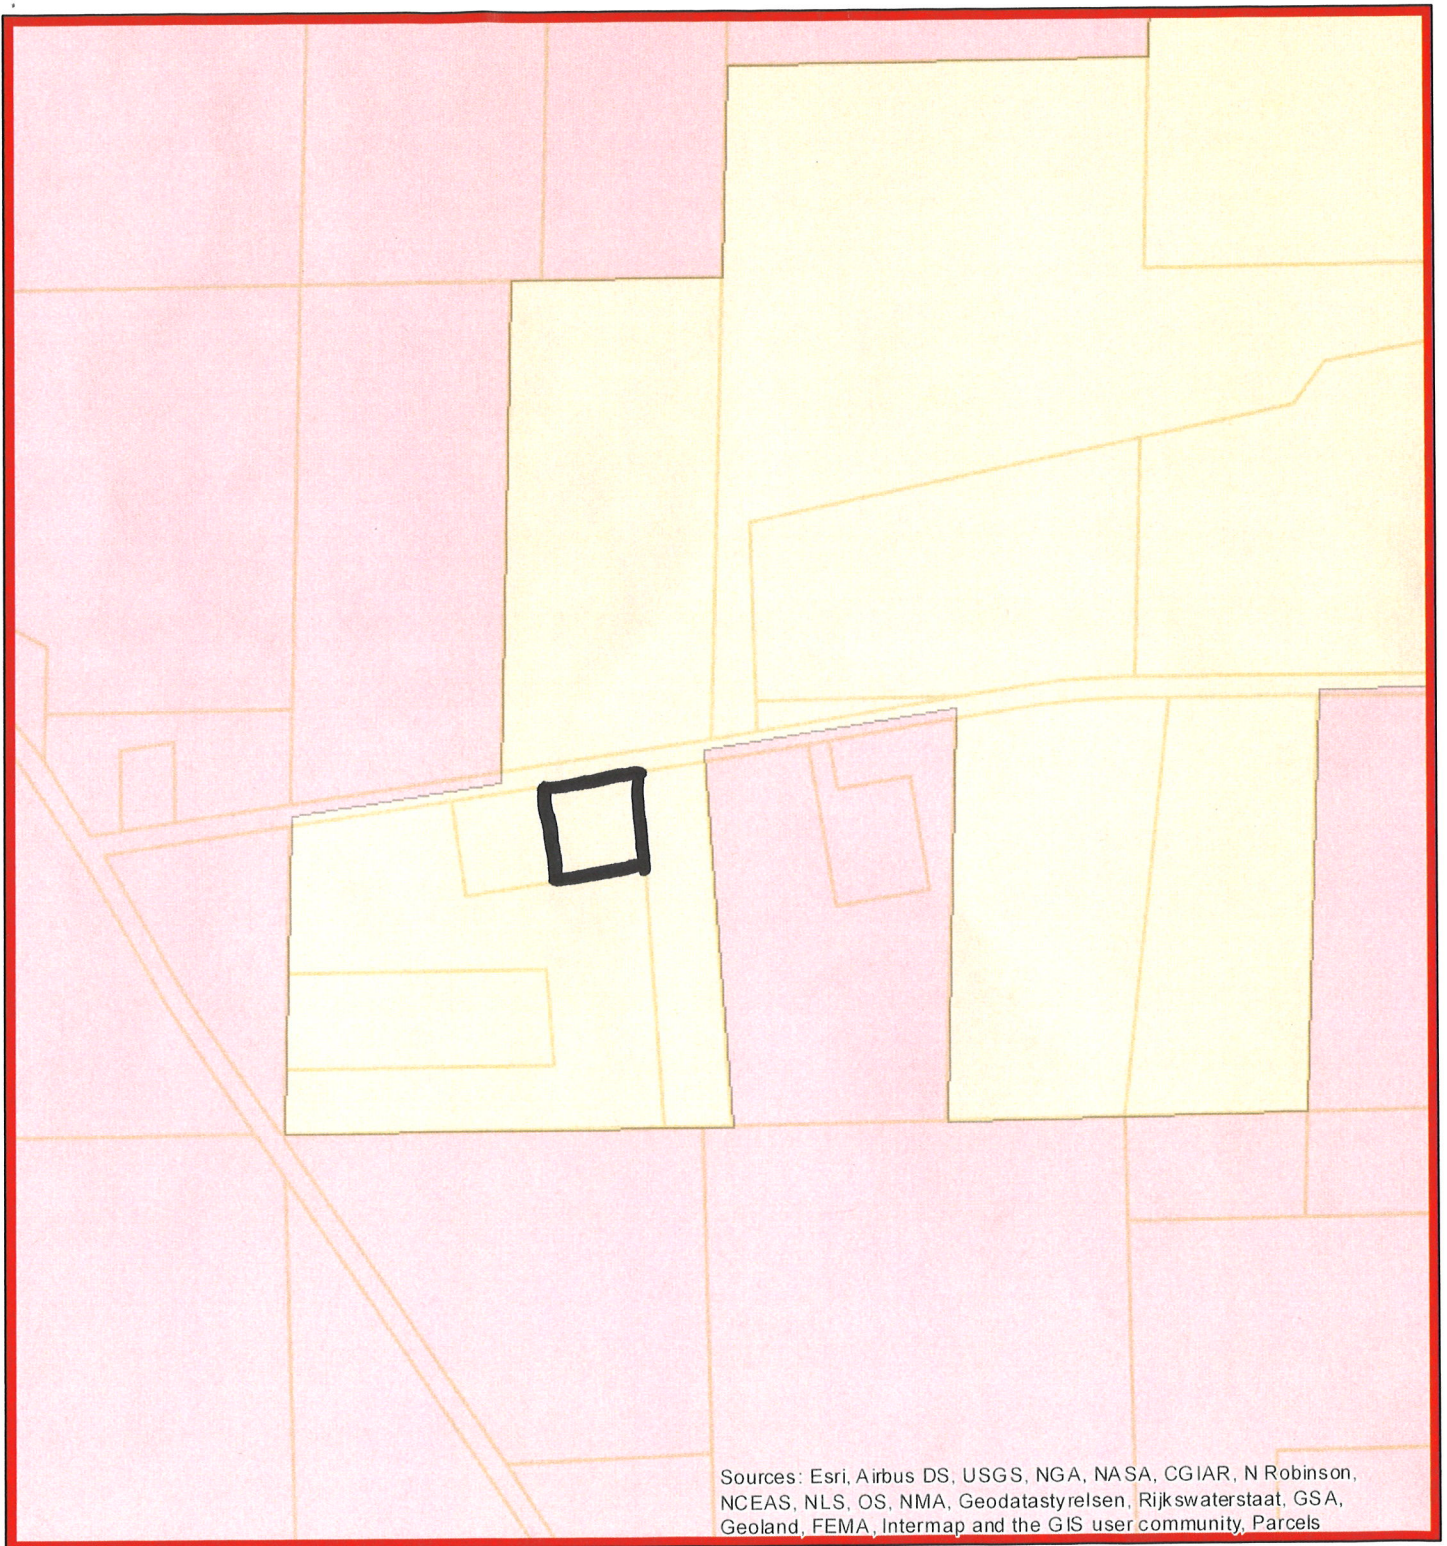 Sources: Esri, Airbus DS, USGS, NGA, NASA, CGIAR, N Robinson,
NCEAS, NLS, OS, NMA, Geodatastyrelsen, Rijkswaterstaat, GSA,
Geoland, FEMA, Intermap and the GIS user community, Parcels